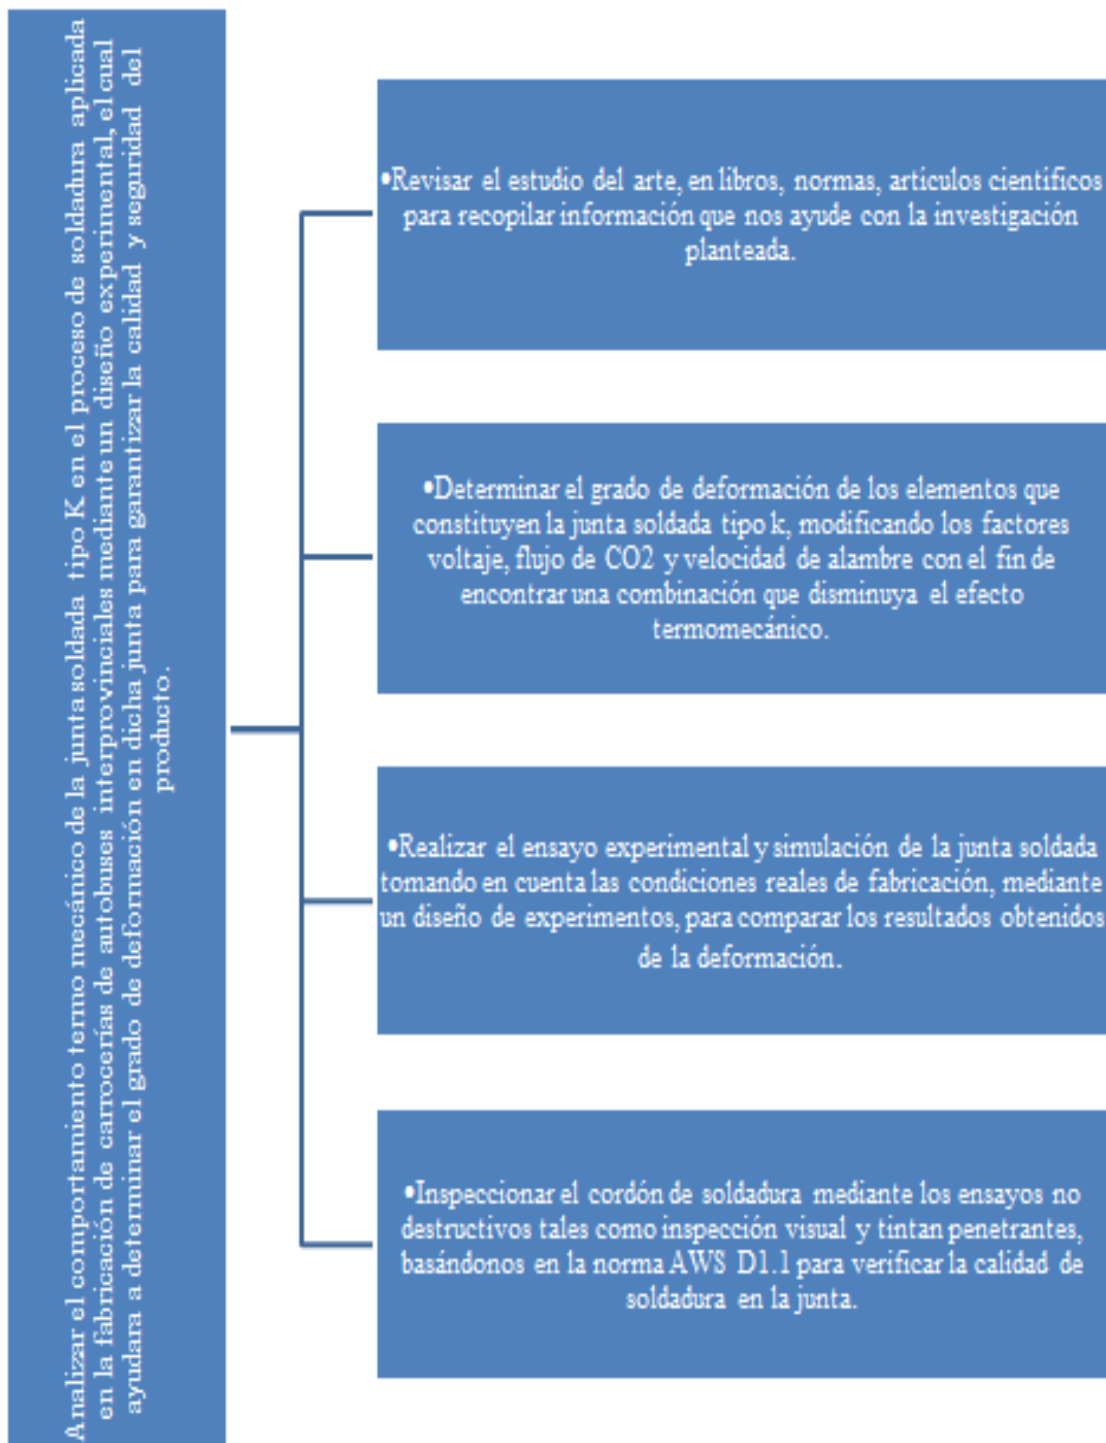 Analizar el comportamiento termo mecánico de la junta soldada tipo K en el proceso de soldadura aplicada
en la fabricación de carrocerías de autobuses interprovinciales mediante un diseño experimental, el cual
ayudara a determinar el grado de deformación en dicha junta para garantizar la calidad y seguridad del
producto.
•Revisar el estudio del arte, en libros, normas, articulos cientificos
para recopilar información que nos ayude con la investigación
planteada.
•Determinar el grado de deformación de los elementos que
constituyen la junta soldada tipo k, modificando los factores
voltaje, flujo de CO2 y velocidad de alambre con el fin de
encontrar una combinación que disminuya el efecto
termomecánico.
•Realizar el ensayo experimental y simulación de la junta soldada
tomando en cuenta las condiciones reales de fabricación, mediante
un diseño de experimentos, para comparar los resultados obtenidos
de la deformación.
•Inspeccionar el cordón de soldadura mediante los ensayos no
destructivos tales como inspección visual y tintan penetrantes,
basándonos en la norma AWS D1.1 para verificar la calidad de
soldadura en la junta.